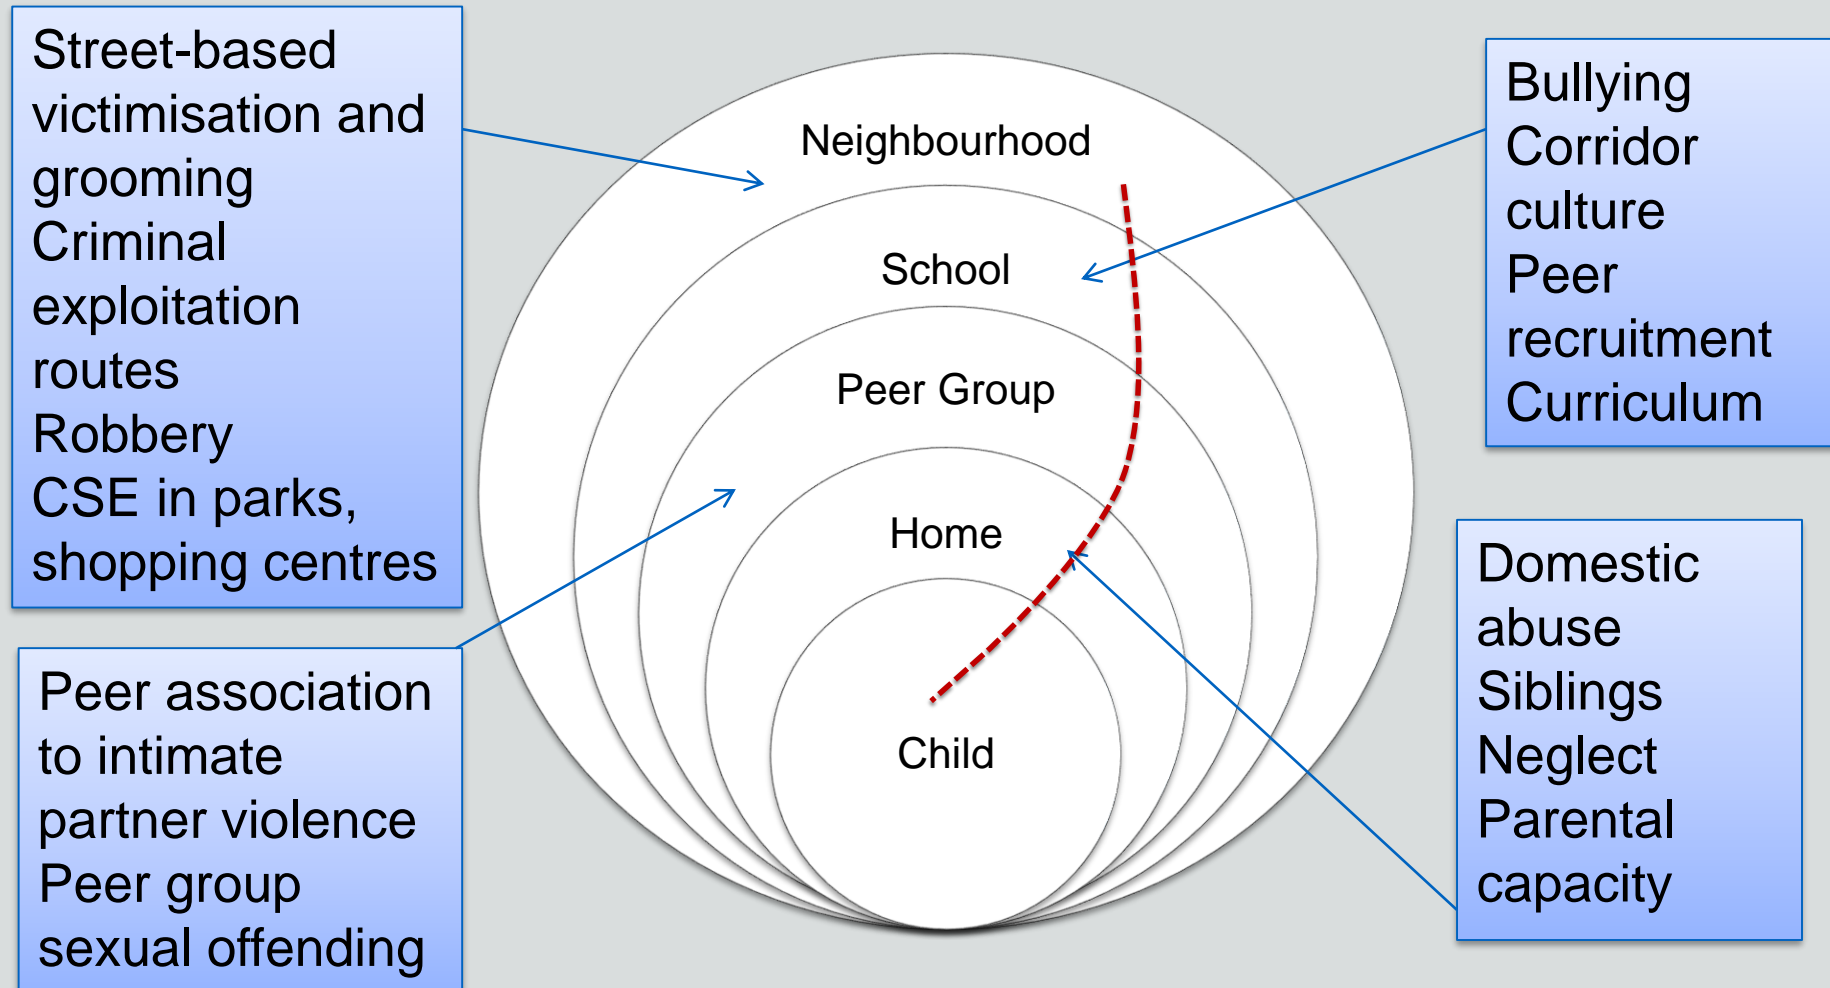 Street-based
victimisation and
grooming
Criminal
exploitation
routes
Robbery
CSE in parks,
shopping centres
Peer association
to intimate
partner violence
Peer group
sexual offending
Neighbourhood
School
Peer Group
Home
Child
Bullying
Corridor
culture
Peer
recruitment
Curriculum
Domestic
abuse
Siblings
Neglect
Parental
capacity